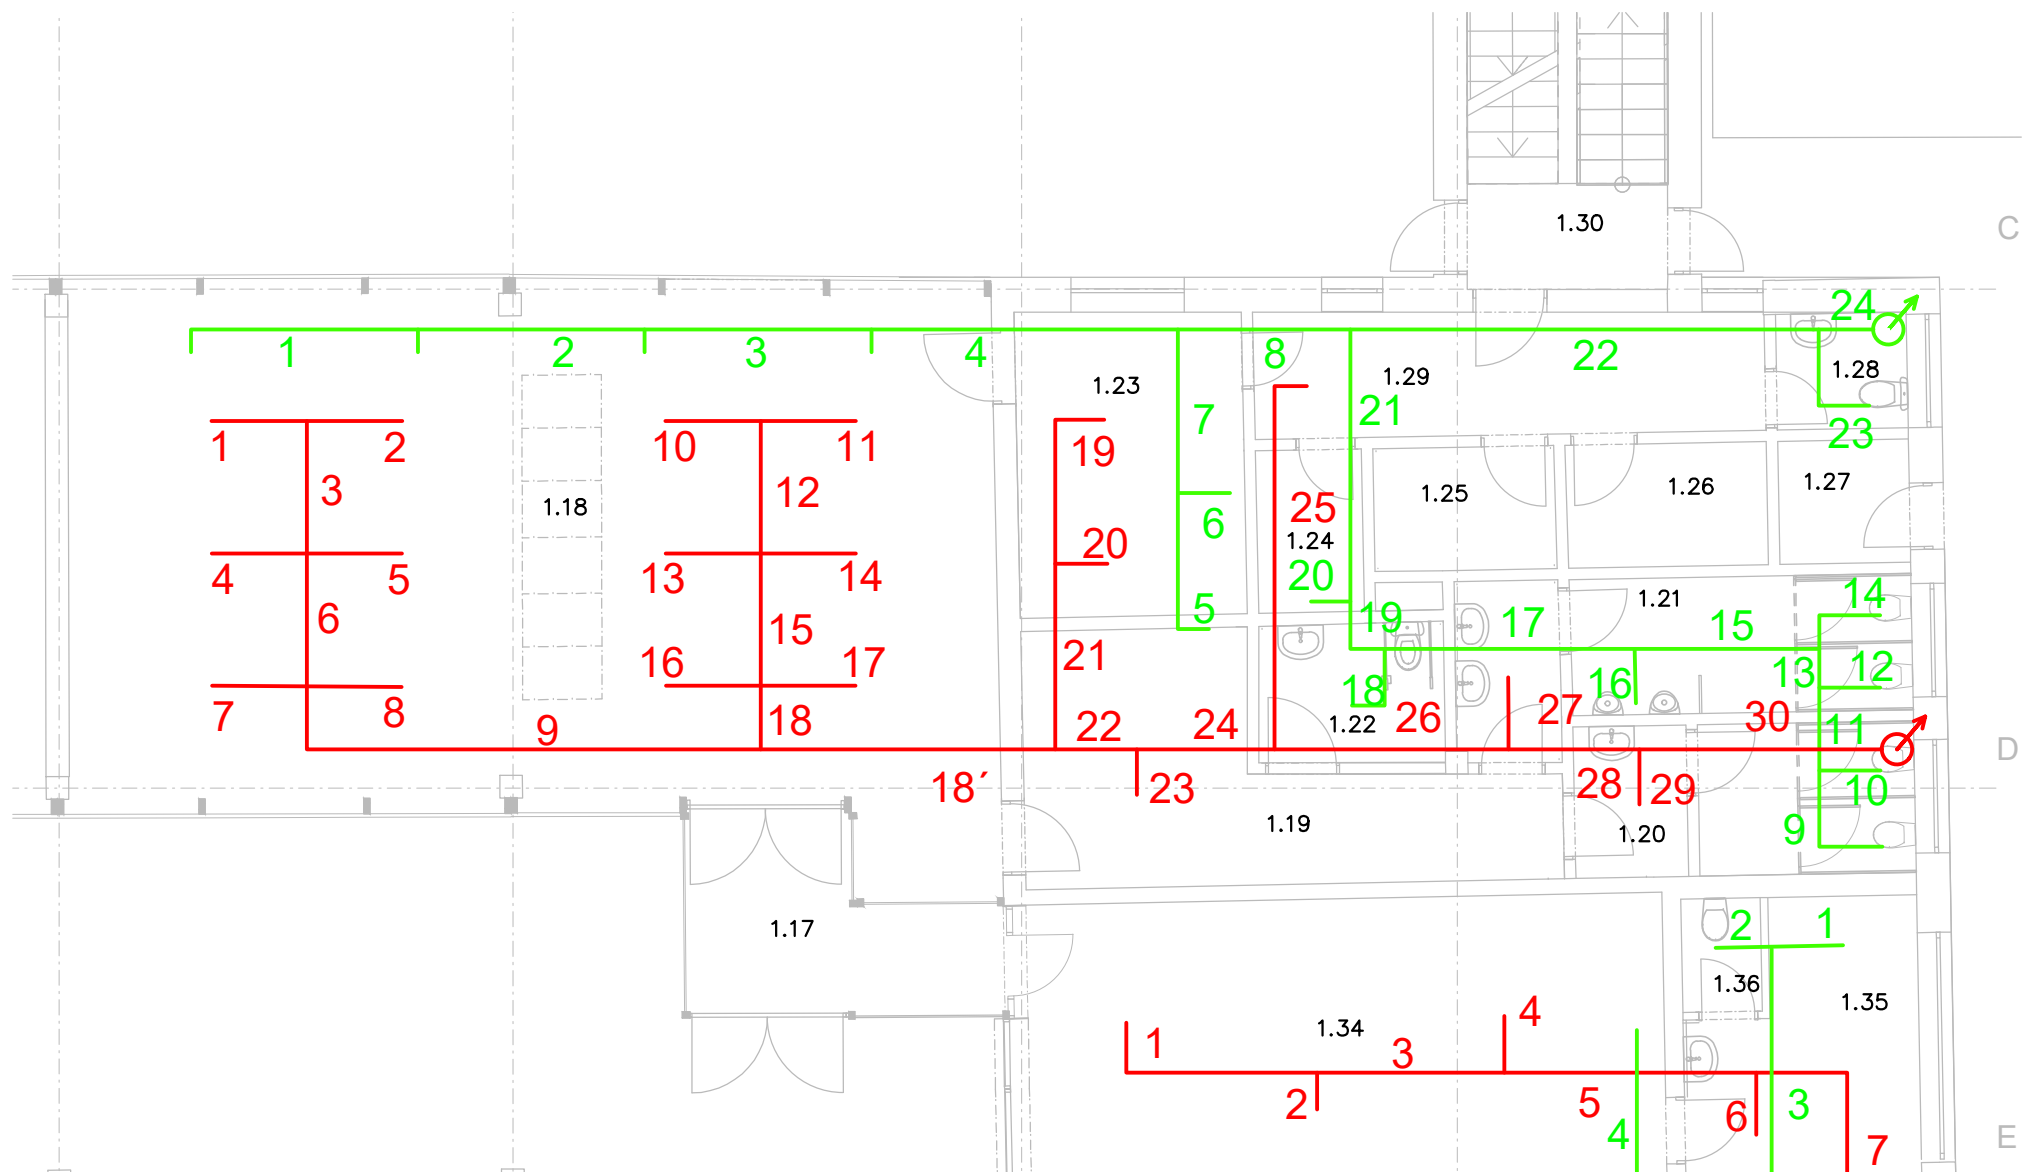 1.30
C
24
1 2 3 4 8 22
1.23 1.29 1.28
7 21
1 2 10 11 19 23
3 12 1.18 25 1.25 1.26 1.27
20 6 1.24
4 5 13 14 20 14
6 15 5 19 17 1.21 15
16 17 21 13 12
7 8 9 18 22 24 18 1.22 26 27 16 30 11
18´ 23 28 29 10 D
1.19 1.20 9
1.17 2 1
1.36 1.35
1 1.34 3 4
2 5 4 6 3 7 E